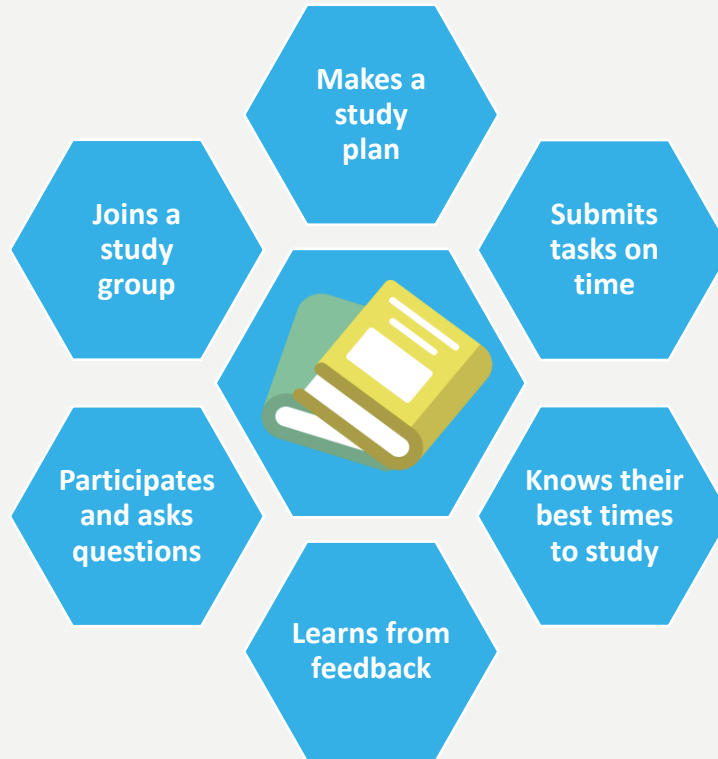 Makes a
study
plan
Submits
tasks on
time
Knows their
best times
to study
Learns from
feedback
Participates
and asks
questions
Joins a
study
group